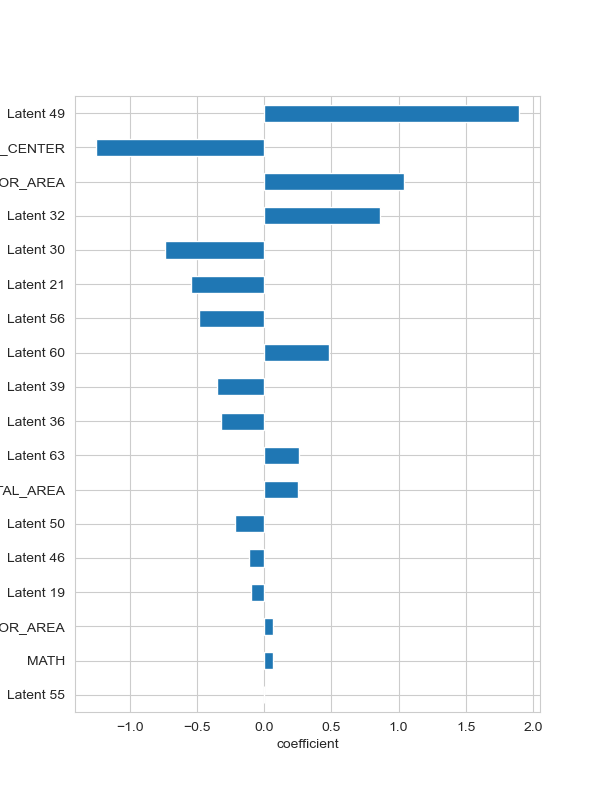 Latent 49
_CENTER
OR_AREA
Latent 32
Latent 30
Latent 21
Latent 56
Latent 60
Latent 39
Latent 36
Latent 63
TAL_AREA
Latent 50
Latent 46
Latent 19
OR_AREA
MATH
Latent 55
−1.0 −0.5 0.0 0.5 1.0 1.5 2.0
coefficient